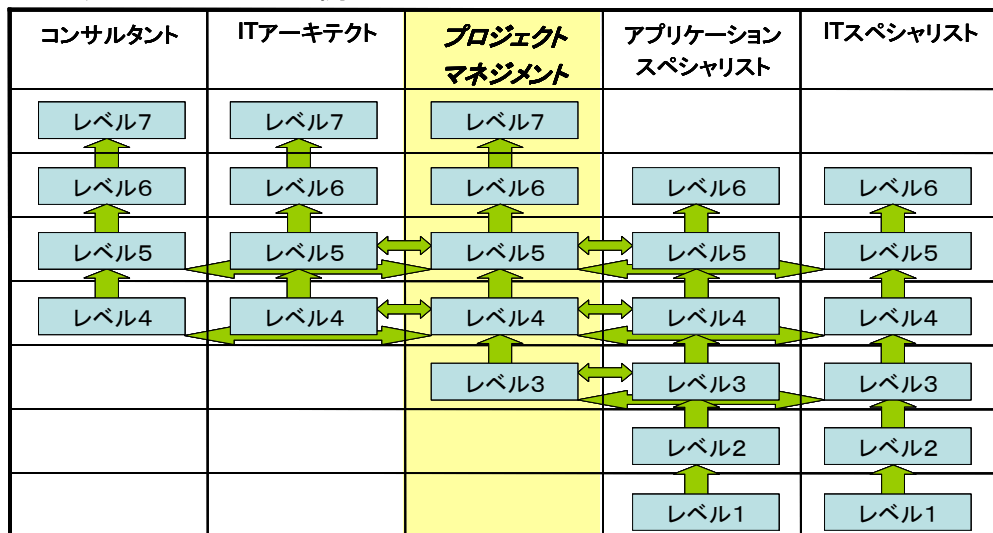 コンサルタント
ITアーキテクト
プロジェクト
マネジメント
アプリケーション
スペシャリスト
ITスペシャリスト
レベル7
レベル7
レベル7
レベル6
レベル6
レベル6
レベル6
レベル6
レベル5
レベル5
レベル5
レベル5
レベル5
レベル4
レベル4
レベル4
レベル4
レベル4
レベル3
レベル3
レベル3
レベル2
レベル2
レベル1
レベル1